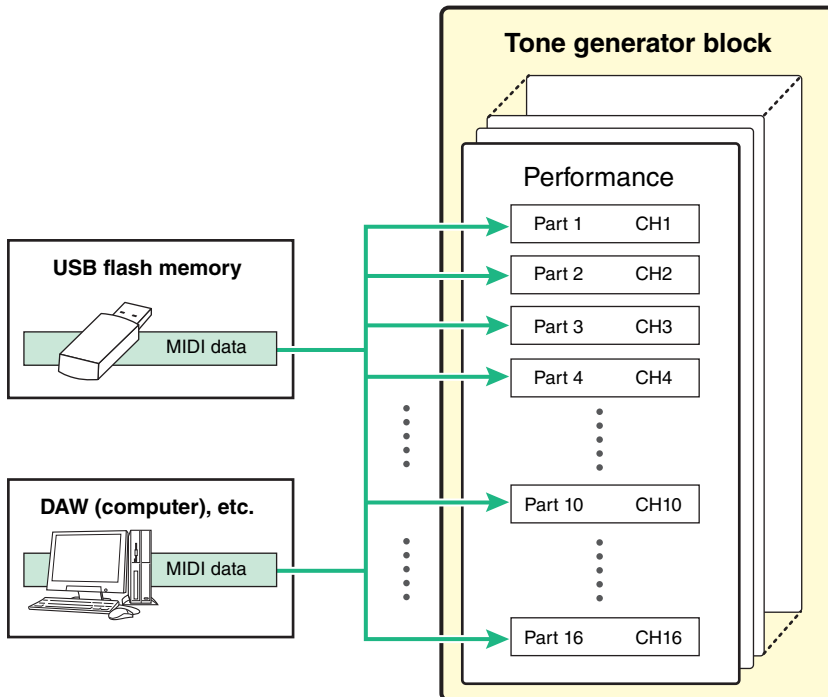 Tone generator block
Performance
Part 1 CH1
Part 2 CH2
Part 3 CH3
Part 4 CH4
Part 10 CH10
Part 16 CH16
USB flash memory
MIDI data
DAW (computer), etc.
MIDI data